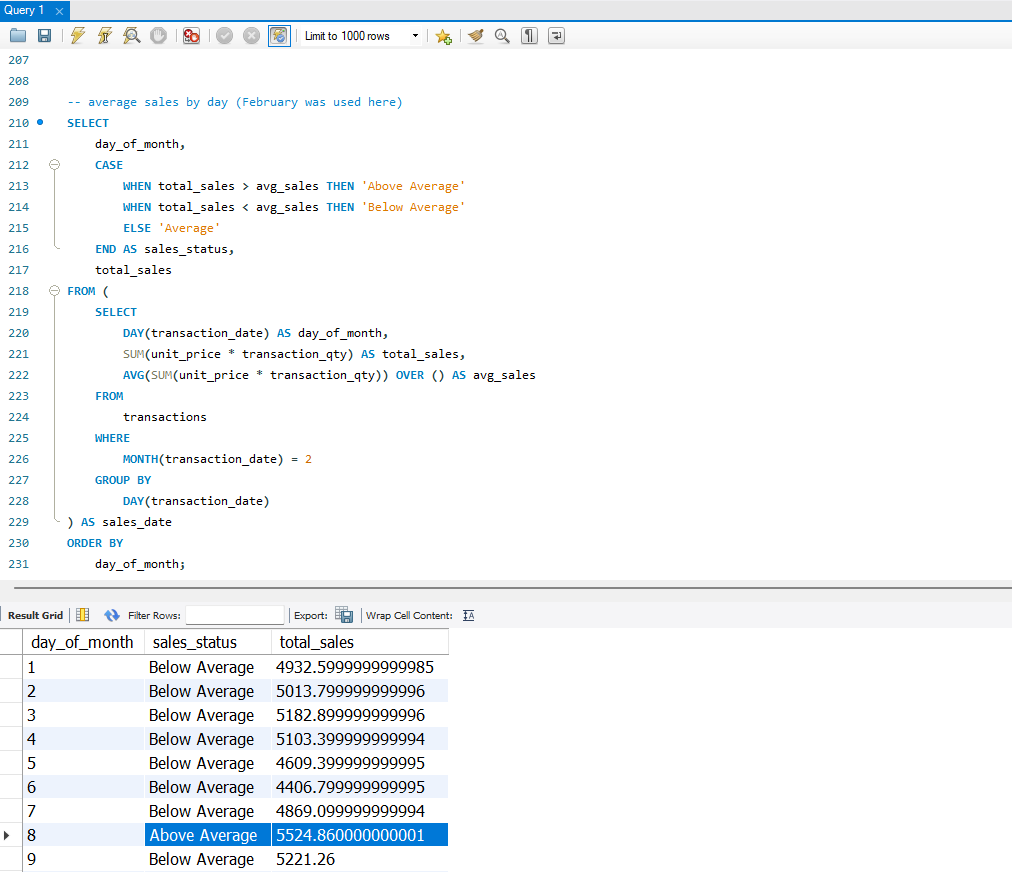 Query 1
Limit to 1000 rows
207
208
209 -- average sales by day (February was used here)
210 SELECT
211 day_of_month,
212 CASE
213 WHEN total_sales > avg_sales THEN 'Above Average'
214 WHEN total_sales < avg_sales THEN 'Below Average'
215 ELSE 'Average'
216 END AS sales_status,
217 total_sales
218 FROM (
219 SELECT
220 DAY(transaction_date) AS day_of_month,
221 SUM(unit_price * transaction_qty) AS total_sales,
222 AVG(SUM(unit_price * transaction_qty)) OVER () AS avg_sales
223 FROM
224 transactions
225 WHERE
226 MONTH(transaction_date) = 2
227 GROUP BY
228 DAY(transaction_date)
229 ) AS sales_date
230 ORDER BY
231 day_of_month;
Result Grid Filter Rows: Export: Wrap Cell Content: IA
day_of_month sales_status total_sales
1 Below Average 4932.5999999999985
2 Below Average 5013.799999999996
3 Below Average 5182.899999999996
4 Below Average 5103.399999999994
5 Below Average 4609.399999999995
6 Below Average 4406.799999999995
7 Below Average 4869.099999999994
8 Above Average 5524.860000000001
9 Below Average 5221.26